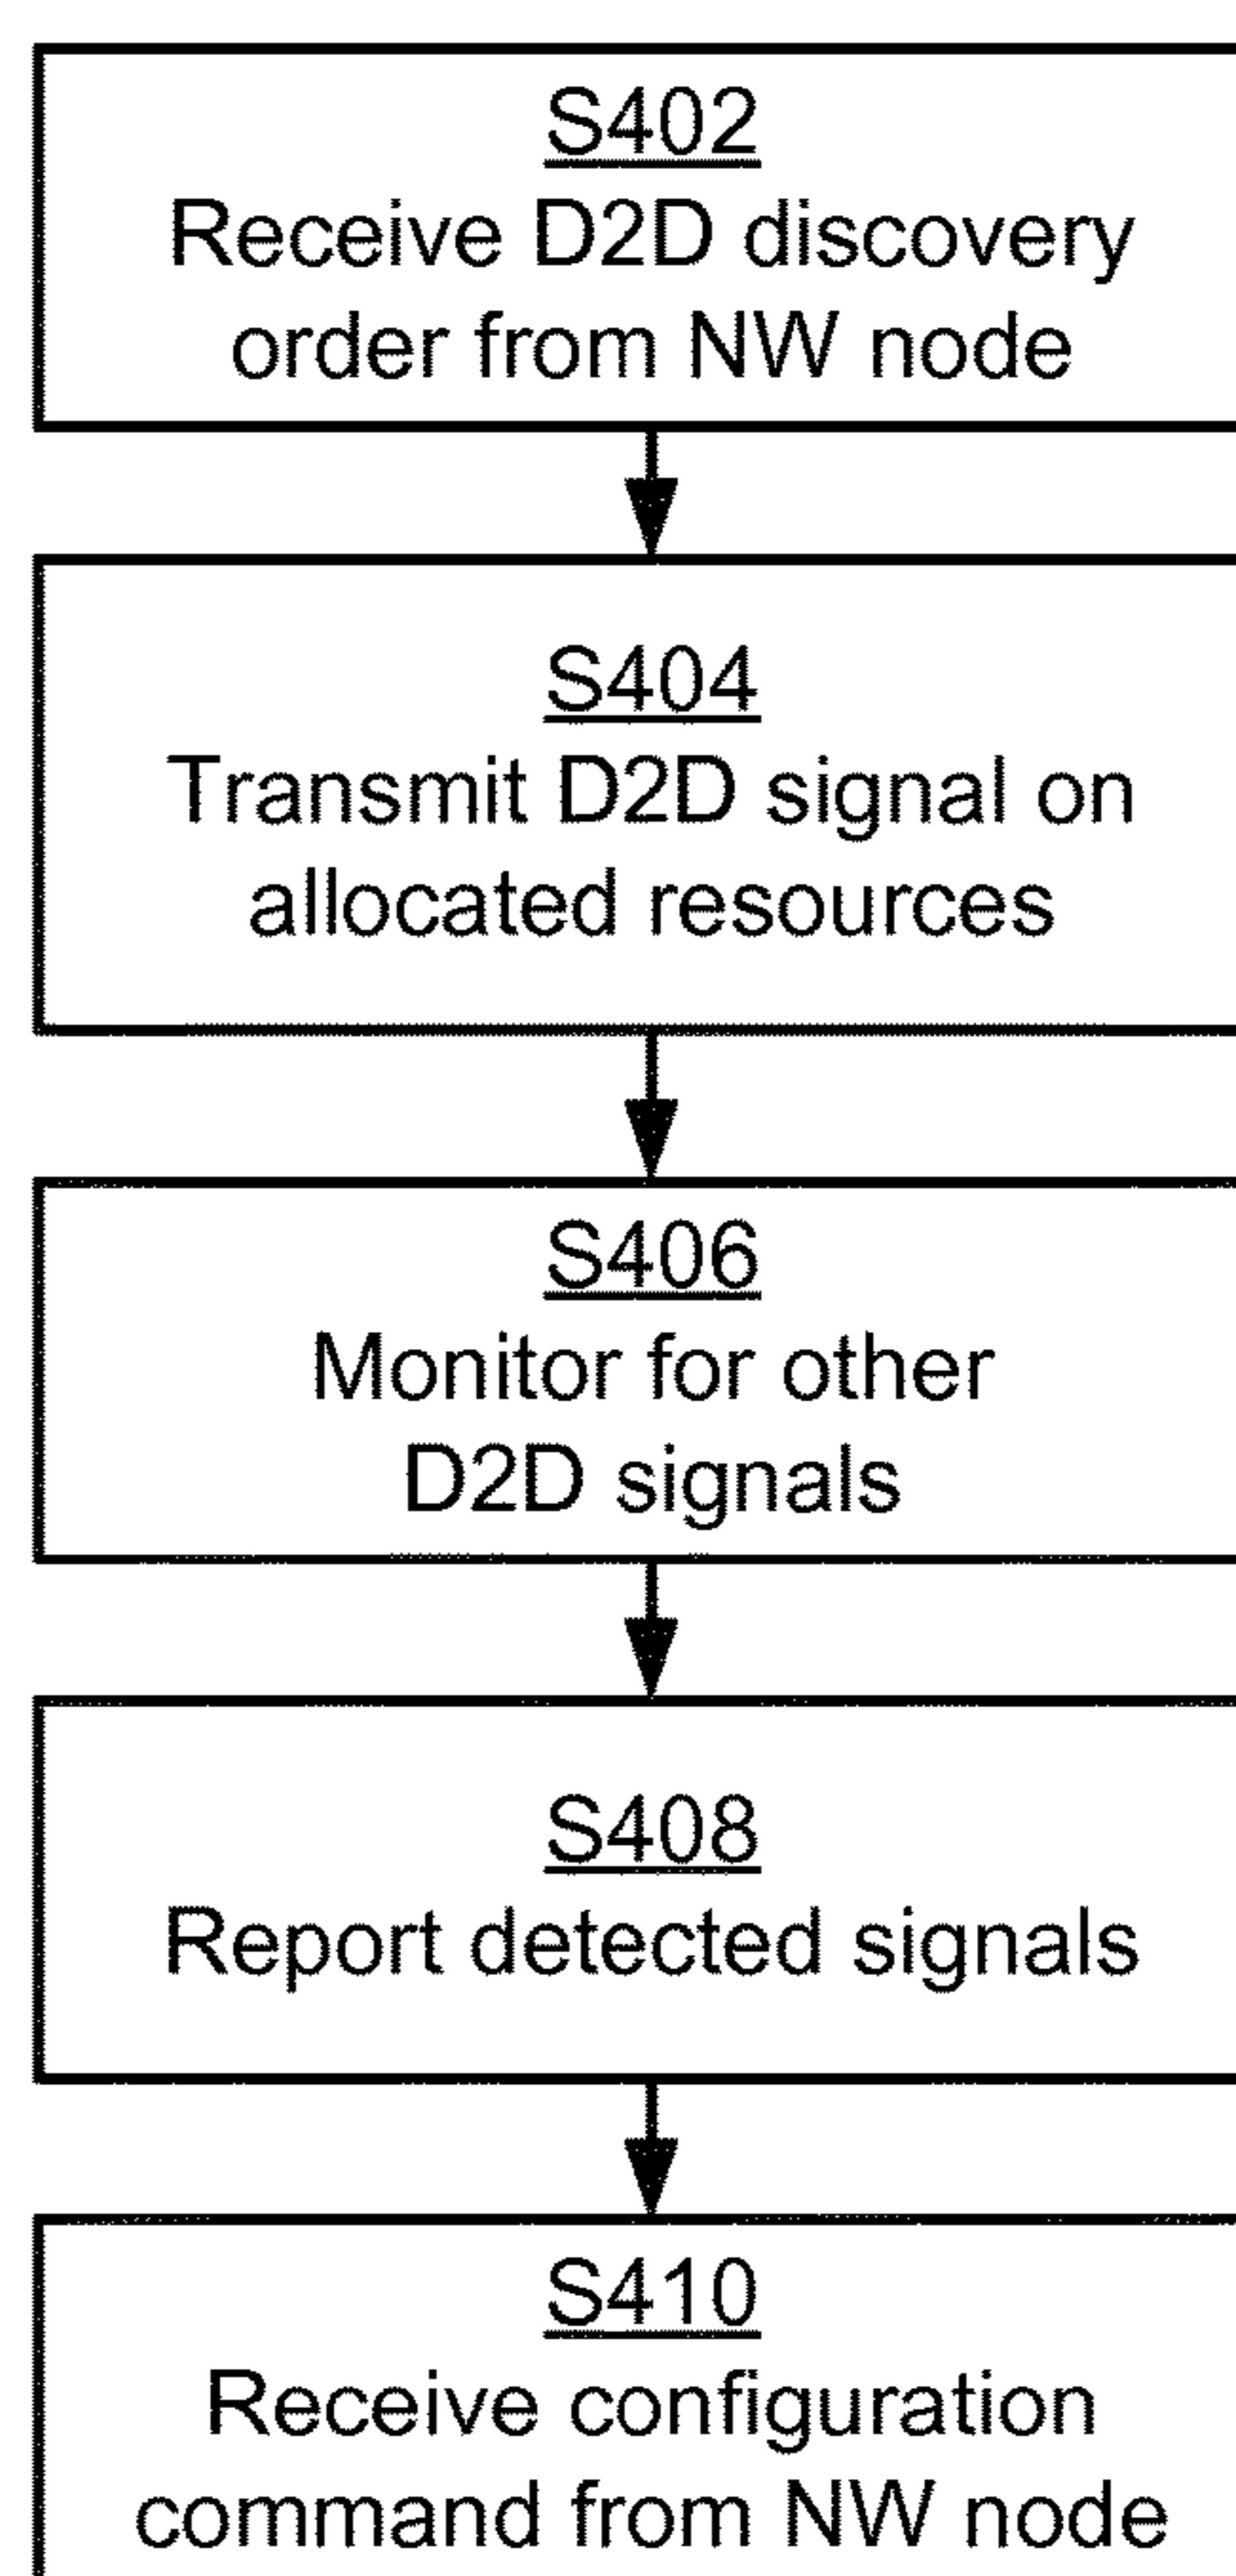 S402
Receive D2D discovery
order from NW node
S404
Transmit D2D signal on
allocated resources
S406
Monitor for other
D2D signals
S408
Report detected signals
S410
Receive configuration
command from NW node